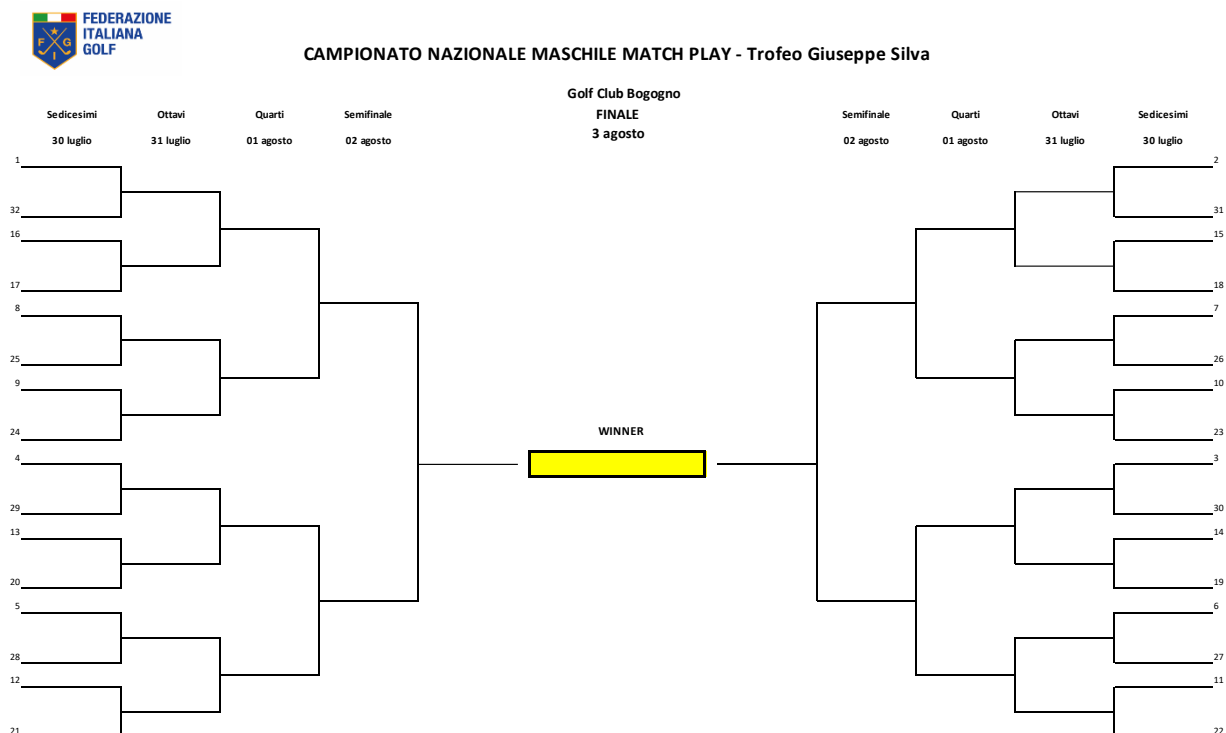 FEDERAZIONE
ITALIANA
GOLF
F G
I
CAMPIONATO NAZIONALE MASCHILE MATCH PLAY - Trofeo Giuseppe Silva
Golf Club Bogogno
FINALE
3 agosto
Sedicesimi Ottavi Quarti Semifinale Semifinale Quarti Ottavi Sedicesimi
30 luglio 31 luglio 01 agosto 02 agosto 02 agosto 01 agosto 31 luglio 30 luglio
1 2
32 31
16 15
17 18
8 7
25 26
9 10
24 23
WINNER
4 3
29 30
13 14
20 19
5 6
28 27
12 11
21 22